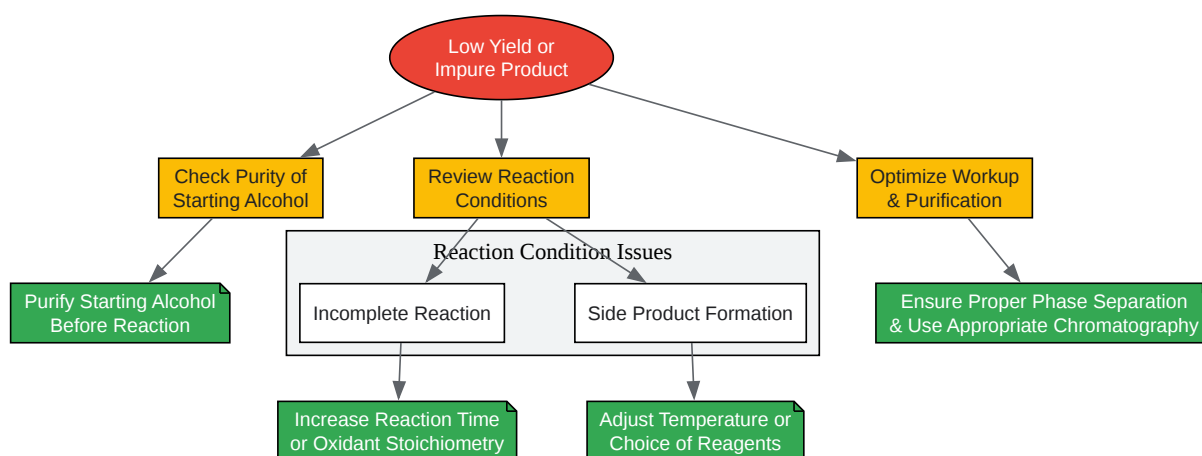 Low Yield or
Impure Product
Check Purity of
Starting Alcohol
Review Reaction
Conditions
Optimize Workup
& Purification
Reaction Condition Issues
Purify Starting Alcohol
Before Reaction
Incomplete Reaction
Side Product Formation
Ensure Proper Phase Separation
& Use Appropriate Chromatography
Increase Reaction Time
or Oxidant Stoichiometry
Adjust Temperature or
Choice of Reagents